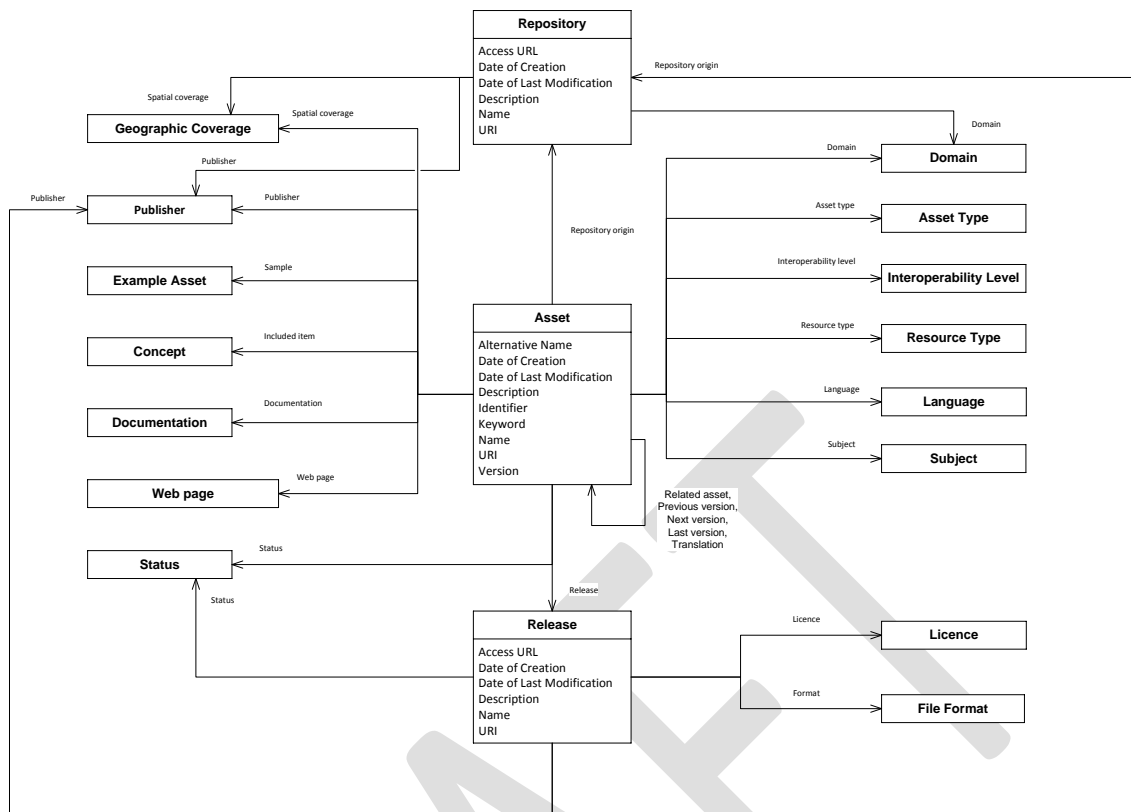 Repository
Access URL
Date of Creation
Date of Last Modification
Description
Name
URI
Repository origin
Spatial coverage
Spatial coverage
Geographic Coverage
Domain
Domain
Domain
Publisher
Publisher
Publisher
Publisher
Asset type
Asset Type
Repository origin
Sample
Example Asset
Interoperability level
Interoperability Level
Asset
Alternative Name
Date of Creation
Date of Last Modification
Description
Identifier
Keyword
Name
URI
Version
Included item
Concept
Resource type
Resource Type
Documentation
Documentation
Language
Language
Subject
Subject
Web page
Web page
Related asset,
Previous version,
Next version,
Last version,
Translation
Status
Status
Status
Release
Release
Access URL
Date of Creation
Date of Last Modification
Description
Name
URI
Licence
Licence
Format
File Format